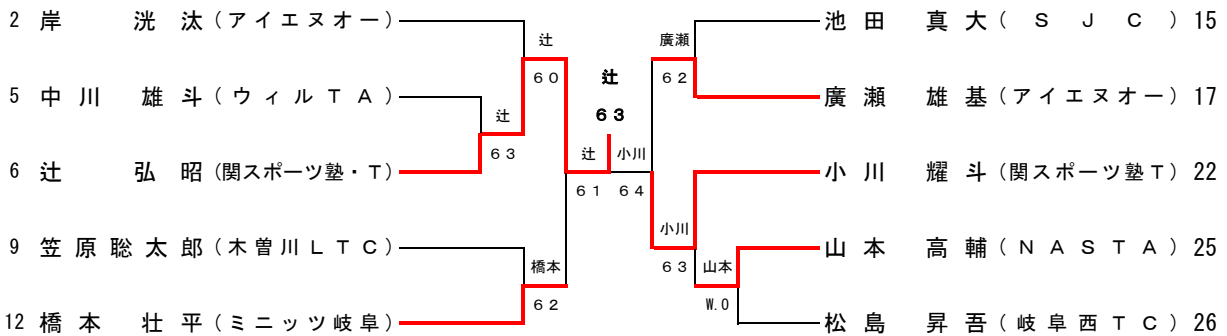 2 岸 洸 汰 (アイエヌオー)
辻
60
5 中川 雄斗 (ウィルTA)
辻
63
6 辻 弘昭 (関スポーツ塾・T)
辻
61
9 笠原聡太郎 (木曽川LTC)
橋本
62
12 橋本 壮平 (ミニッツ岐阜)
辻
63
池田 真大 (SJC) 15
廣瀬
62
廣瀬 雄基 (アイエヌオー) 17
小川
64
小川 耀斗 (関スポーツ塾T) 22
小川
63
山本 高輔 (NASTA) 25
山本
W.O
松島 昇吾 (岐阜西TC) 26